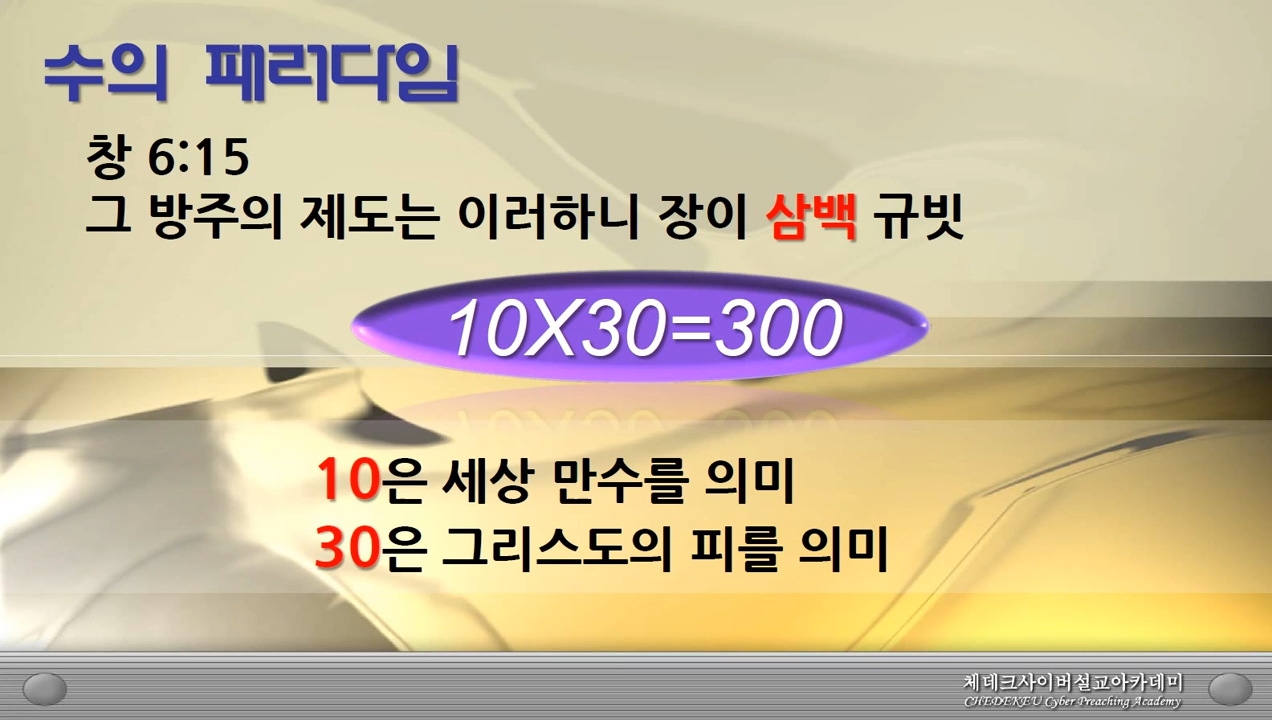 수의 패러다임
창 6:15
그 방주의 제도는 이러하니 장이 삼백 규빗
10X30=300
10은 세상 만수를 의미
30은 그리스도의 피를 의미
체데크사이버설교아카데미
CHEDEKEU Cyber Preaching Academy